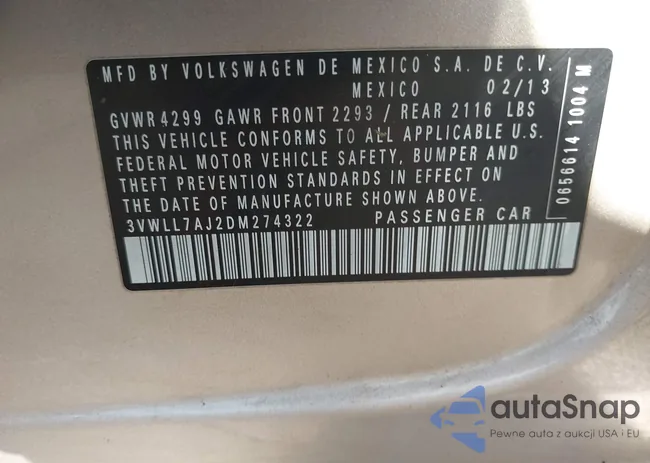 MFD BY VOLKSWAGEN DE MEXICO S.A. DE C.V.
MEXICO 02/13
GVWR 4299 GAWR FRONT 2293 / REAR 2116 LBS
THIS VEHICLE CONFORMS TO ALL APPLICABLE U.S.
FEDERAL MOTOR VEHICLE SAFETY, BUMPER AND
THEFT PREVENTION STANDARDS IN EFFECT ON
THE DATE OF MANUFACTURE SHOWN ABOVE.
3VWLL7AJ2DM274322 PASSENGER CAR
0656614 1004 M
autaSnap
Pewne auta z aukcji USA i EU